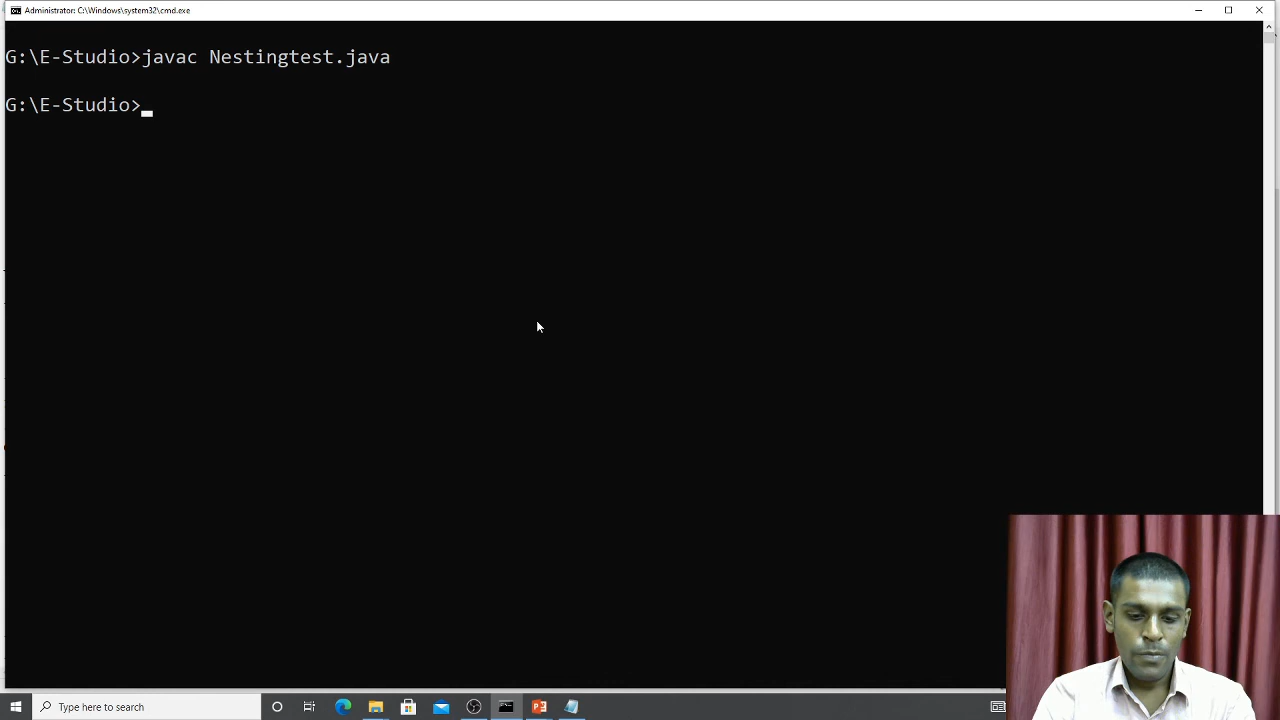 Administrator: C:\Windows\system32\cmd.exe
G:\E-Studio>javac Nestingtest.java
G:\E-Studio>
Type here to search